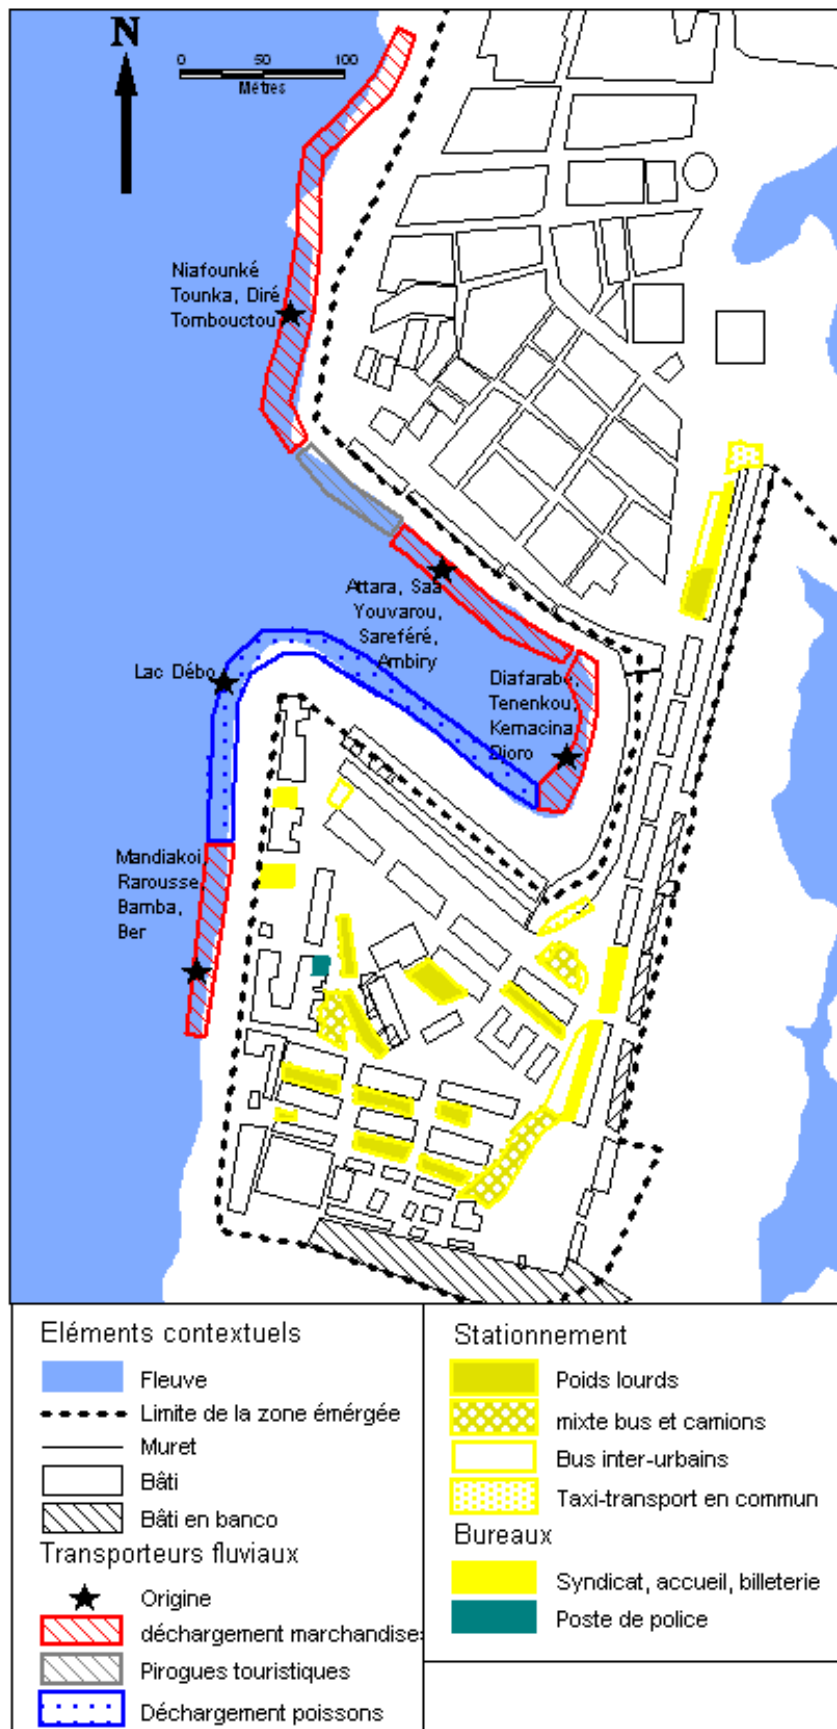 N
0 50 100
Métres
Niafounké
Tounka, Diré
Tombouctou
Attara, Saa
Youvarou,
Sareféré,
Ambiry
Lac Débo
Diafarabé,
Tenenkou,
Kemacina,
Djoro
Mandiakoi,
Rarousse,
Bamba,
Ber
Eléments contextuels
Fleuve
Limite de la zone émérgée
Muret
Bâti
Bâti en banco
Transporteurs fluviaux
Origine
déchargement marchandises
Pirogues touristiques
Déchargement poissons
Stationnement
Poids lourds
mixte bus et camions
Bus inter-urbains
Taxi-transport en commun
Bureaux
Syndicat, accueil, billeterie
Poste de police